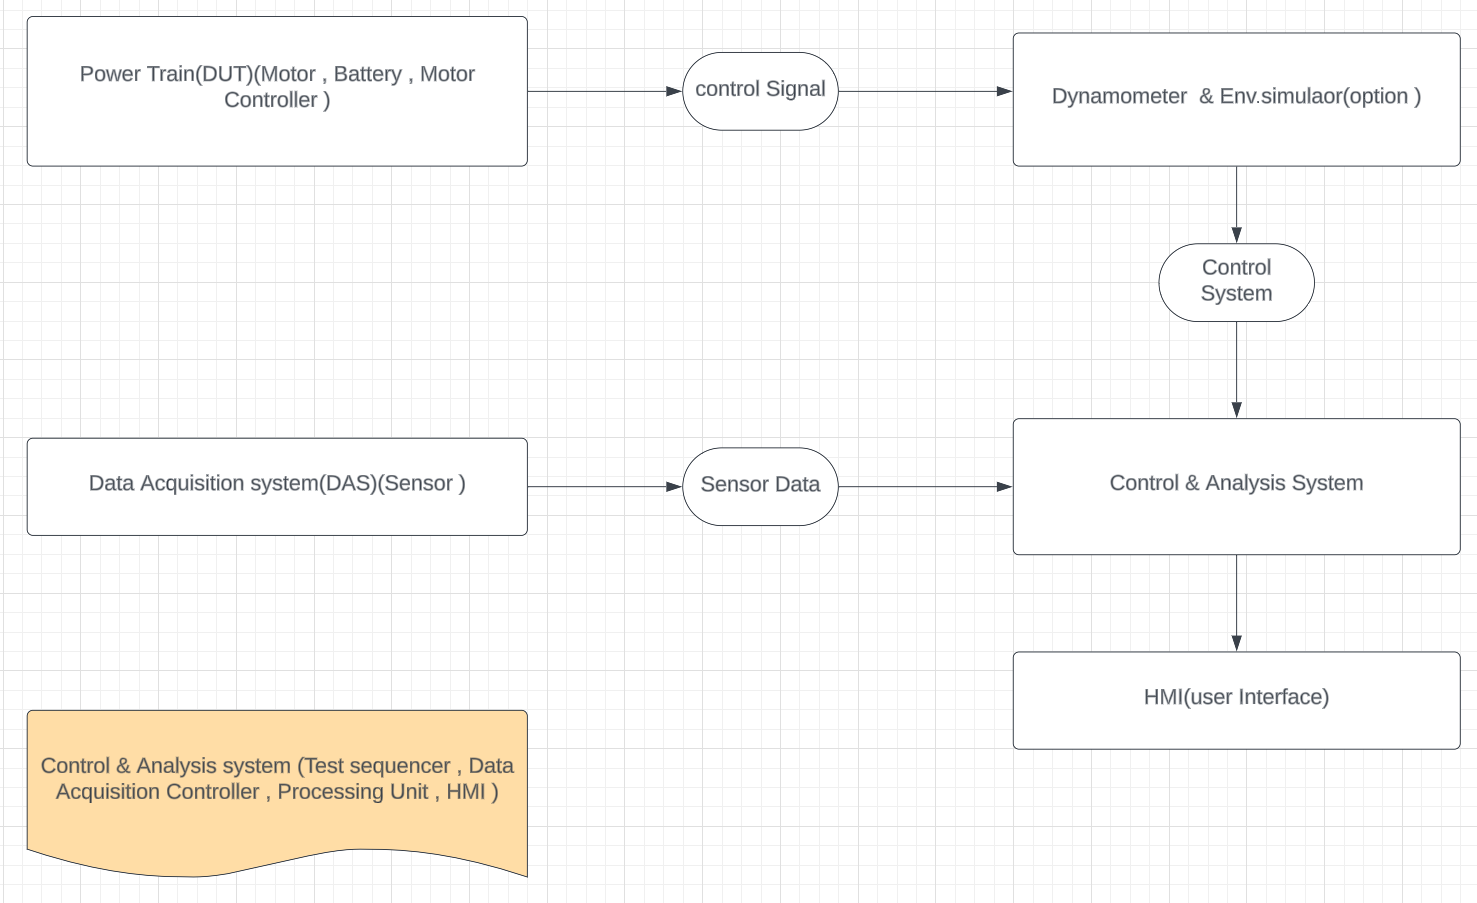 Power Train(DUT)(Motor , Battery , Motor
Controller )
control Signal
Dynamometer  & Env.simulaor(option )
Control
System
Data Acquisition system(DAS)(Sensor )
Sensor Data
Control & Analysis System
HMI(user Interface)
Control & Analysis system (Test sequencer , Data
Acquisition Controller , Processing Unit , HMI )